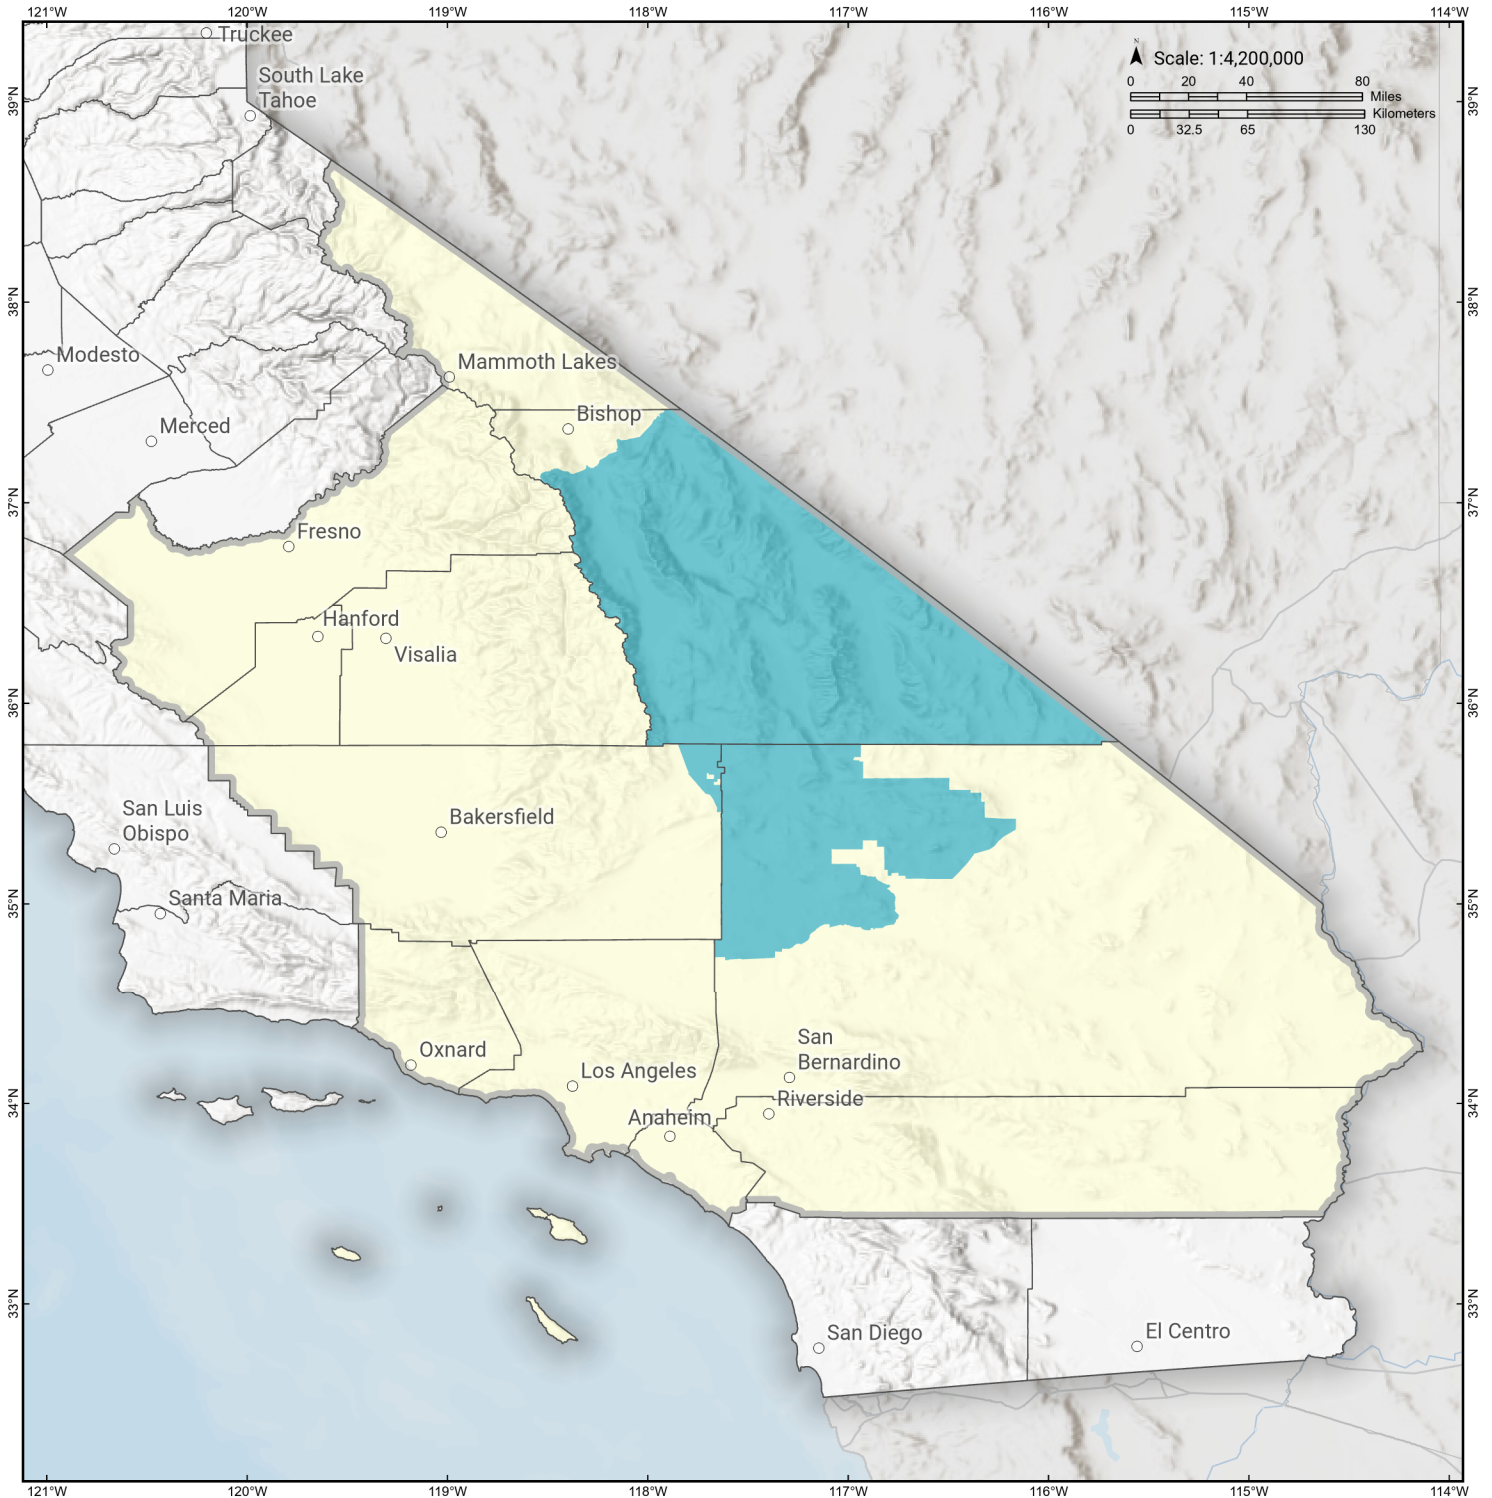 121°W 120°W 119°W 118°W 117°W 116°W 115°W 114°W
Truckee
N
Scale: 1:4,200,000
0 20 40 80
Miles
Kilometers
0 32.5 65 130
South Lake
Tahoe
39°N 39°N
38°N 38°N
Modesto
Mammoth Lakes
Bishop
Merced
37°N 37°N
Fresno
Hanford
Visalia
36°N 36°N
San Luis
Obispo
Bakersfield
Santa Maria
35°N 35°N
San
Bernardino
Oxnard
Los Angeles
Riverside
34°N 34°N
Anaheim
33°N 33°N
San Diego
El Centro
121°W 120°W 119°W 118°W 117°W 116°W 115°W 114°W